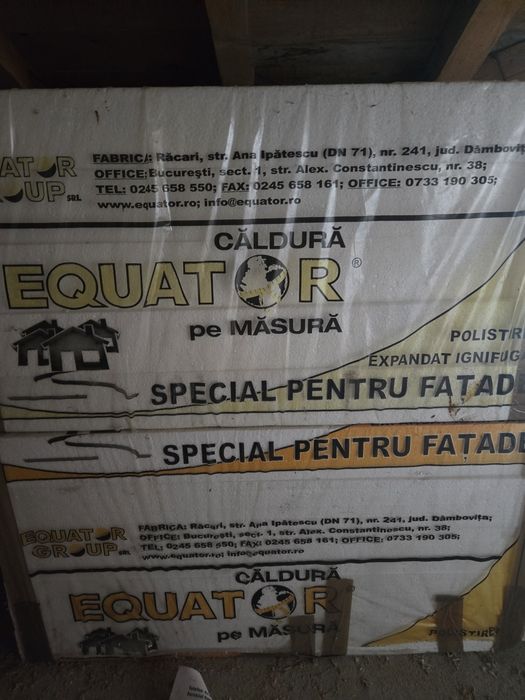 ATOR
OUP SRL
FABRICA: Răcari, str. Ana Ipătescu (DN 71), nr. 241, jud. Dâmbovița
OFFICE: București, sect. 1, str. Alex. Constantinescu, nr. 38;
TEL: 0245 658 550; FAX: 0245 658 161; OFFICE: 0733 190 305;
www.equator.ro; info@equator.ro
CĂLDURĂ
EQUATOR®
pe MĂSURĂ
POLISTIR
EXPANDAT IGNIFUG
SPECIAL PENTRU FAȚAD
SPECIAL PENTRU FAȚADE
EQUATOR
GROUP SRL
FABRICA: Răcari, str. Ana Ipătescu (DN 71), nr. 241, jud. Dâmbovița;
OFFICE: București, sect. 1, str. Alex. Constantinescu, nr. 38;
TEL: 0245 658 550; FAX: 0245 658 161; OFFICE: 0733 190 305;
www.equator.ro; info@equator.ro
CĂLDURĂ
EQUATOR
pe MĂSURĂ
POLISTIRE